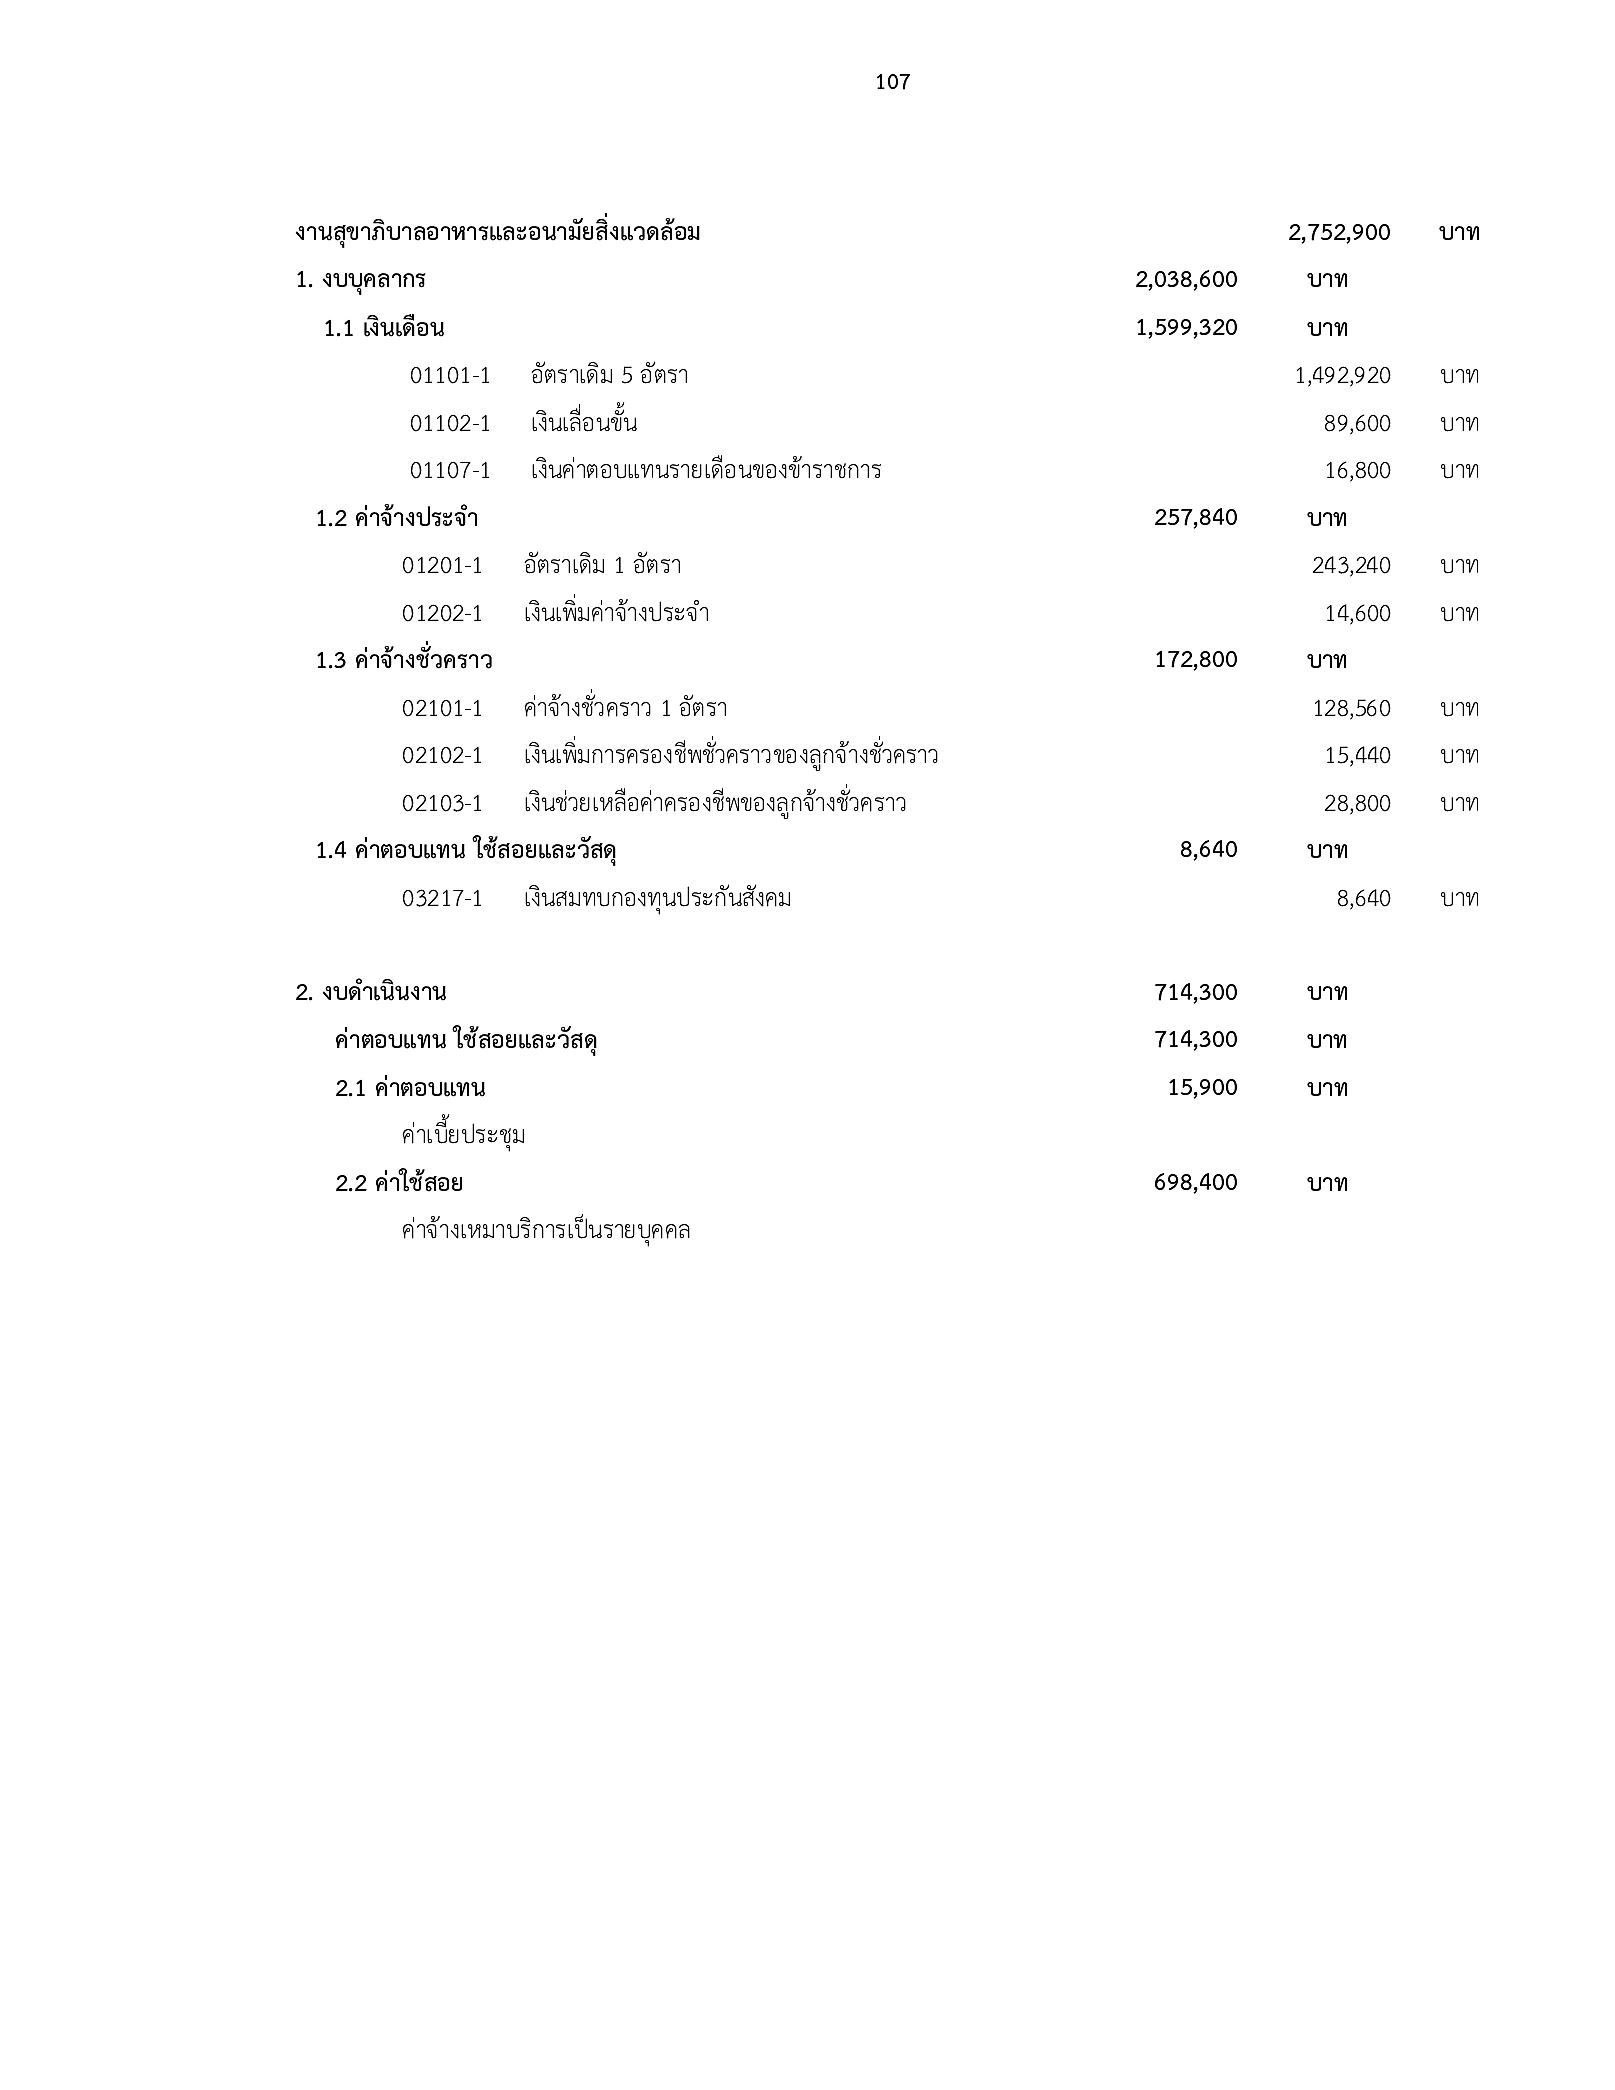 107
งานสุขาภิบาลอาหารและอนามัยสิ่งแวดล้อม 2,752,900 บาท
1. งบบุคลากร 2,038,600 บาท
1.1 เงินเดือน 1,599,320 บาท
01101-1 อัตราเดิม 5 อัตรา 1,492,920 บาท
01102-1 เงินเลื่อนขั้น 89,600 บาท
01107-1 เงินค่าตอบแทนรายเดือนของข้าราชการ 16,800 บาท
1.2 ค่าจ้างประจำ 257,840 บาท
01201-1 อัตราเดิม 1 อัตรา 243,240 บาท
01202-1 เงินเพิ่มค่าจ้างประจำ 14,600 บาท
1.3 ค่าจ้างชั่วคราว 172,800 บาท
02101-1 ค่าจ้างชั่วคราว 1 อัตรา 128,560 บาท
02102-1 เงินเพิ่มการครองชีพชั่วคราวของลูกจ้างชั่วคราว 15,440 บาท
02103-1 เงินช่วยเหลือค่าครองชีพของลูกจ้างชั่วคราว 28,800 บาท
1.4 ค่าตอบแทน ใช้สอยและวัสดุ 8,640 บาท
03217-1 เงินสมทบกองทุนประกันสังคม 8,640 บาท
2. งบดำเนินงาน 714,300 บาท
ค่าตอบแทน ใช้สอยและวัสดุ 714,300 บาท
2.1 ค่าตอบแทน 15,900 บาท
ค่าเบี้ยประชุม
2.2 ค่าใช้สอย 698,400 บาท
ค่าจ้างเหมาบริการเป็นรายบุคคล